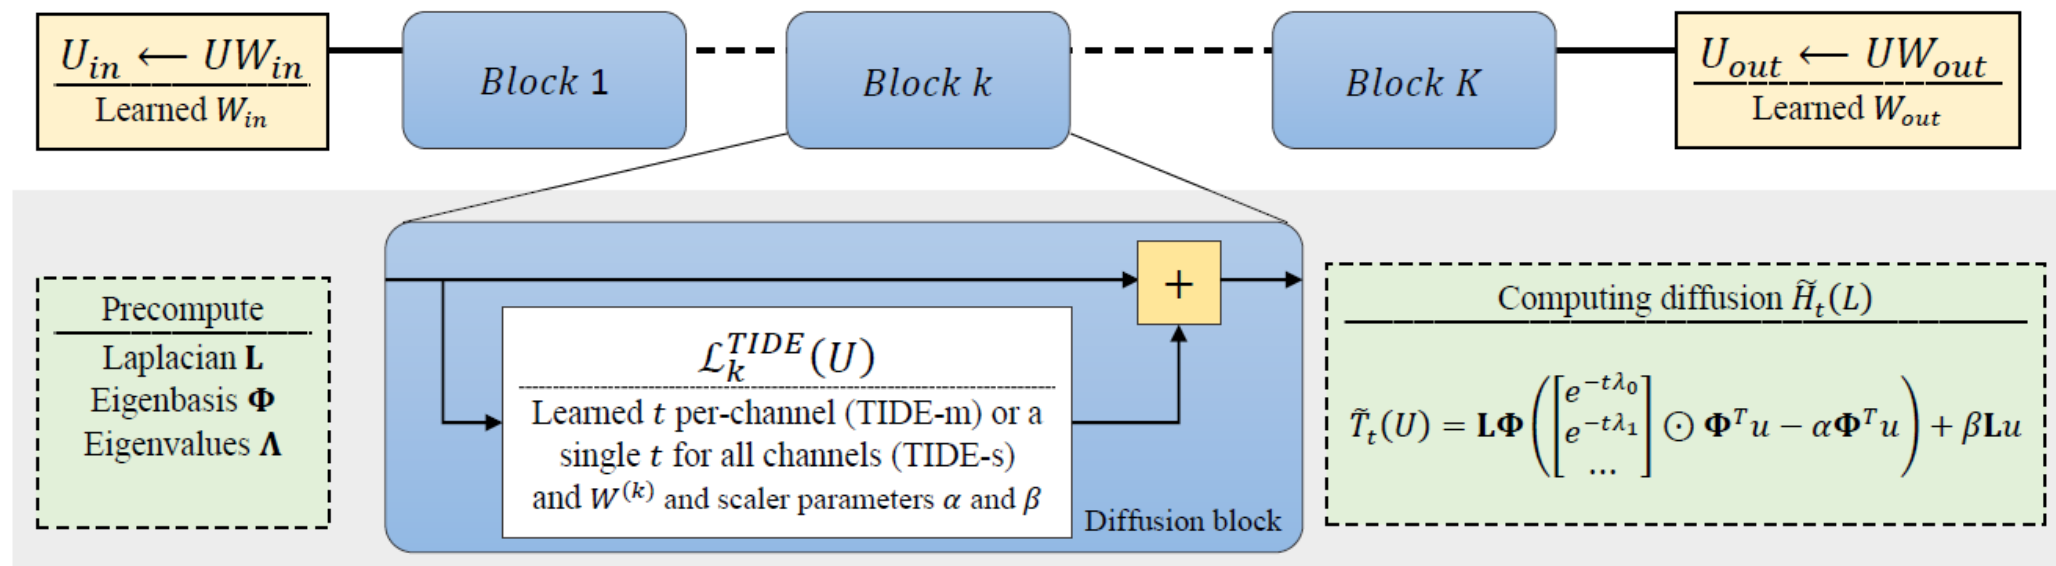 U_in ← UW_in
Learned W_in
Block 1
Block k
Block K
U_out ← UW_out
Learned W_out
Precompute
Laplacian L
Eigenbasis Φ
Eigenvalues Λ
+
ℒ_k^TIDE(U)
Learned t per-channel (TIDE-m) or a
single t for all channels (TIDE-s)
and W^(k) and scaler parameters α and β
Diffusion block
Computing diffusion H̃_t(L)
T̃_t(U) = LΦ([e^{-tλ_0} e^{-tλ_1} ...] ⊙ Φ^T u − αΦ^T u) + βLu